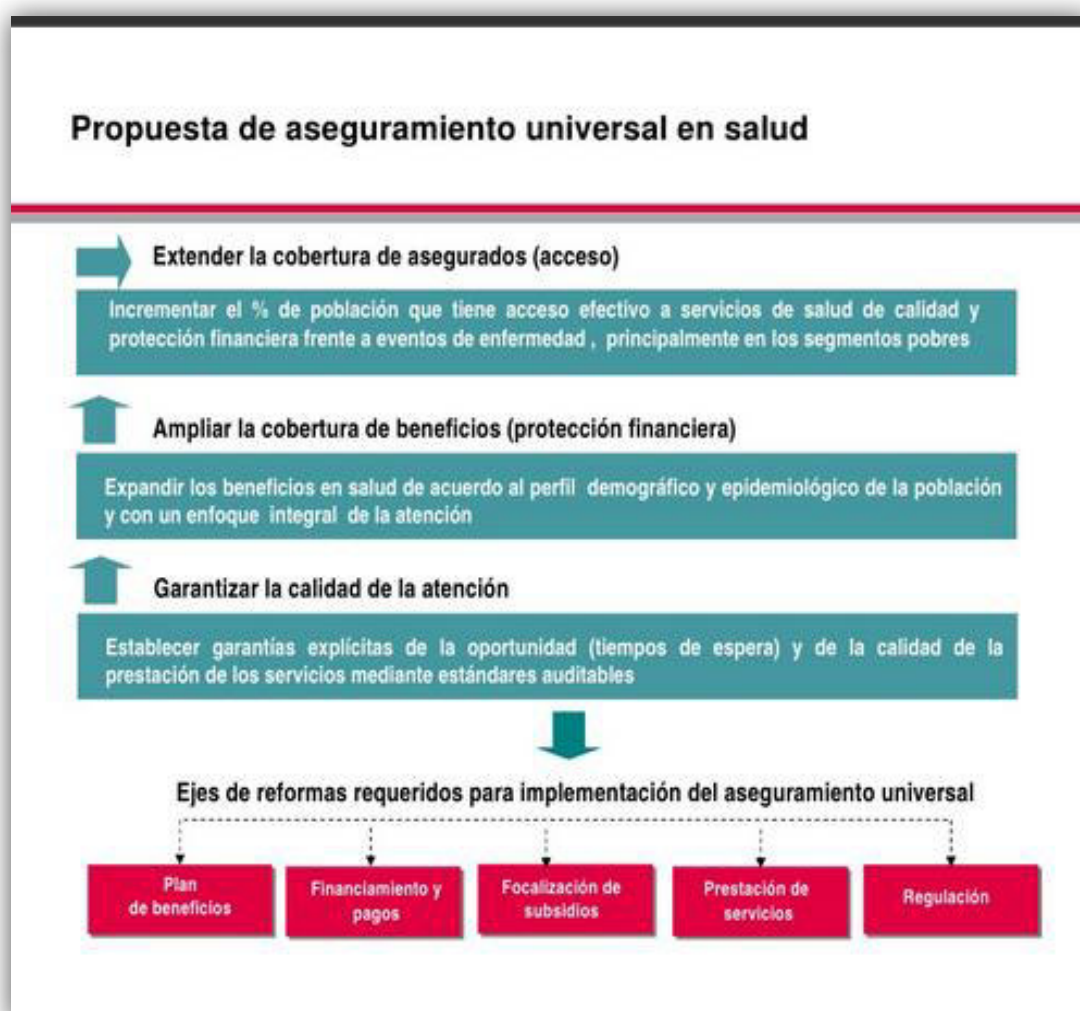 Propuesta de aseguramiento universal en salud
Extender la cobertura de asegurados (acceso)
Incrementar el % de población que tiene acceso efectivo a servicios de salud de calidad y
protección financiera frente a eventos de enfermedad , principalmente en los segmentos pobres
Ampliar la cobertura de beneficios (protección financiera)
Expandir los beneficios en salud de acuerdo al perfil demográfico y epidemiológico de la población
y con un enfoque integral de la atención
Garantizar la calidad de la atención
Establecer garantías explícitas de la oportunidad (tiempos de espera) y de la calidad de la
prestación de los servicios mediante estándares auditables
Ejes de reformas requeridos para implementación del aseguramiento universal
Plan
de beneficios
Financiamiento y
pagos
Focalización de
subsidios
Prestación de
servicios
Regulación